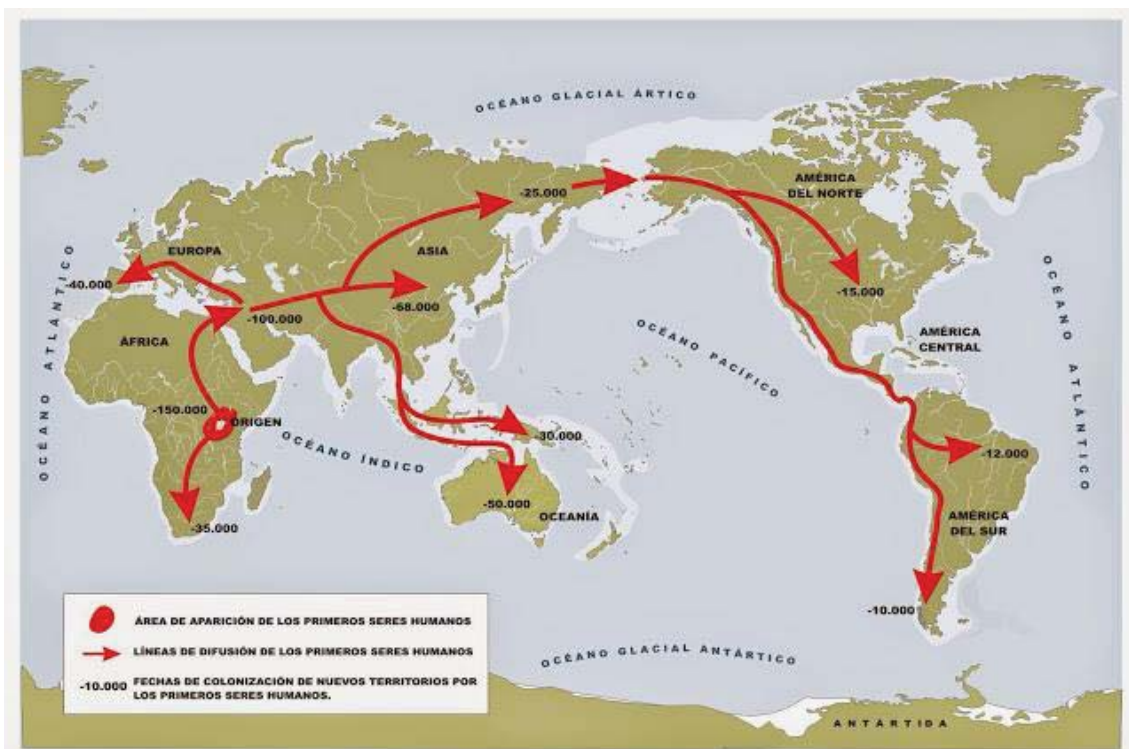 OCÉANO GLACIAL ÁRTICO
AMÉRICA
DEL NORTE
-25.000
EUROPA
ASIA
-40.000
-15.000
-68.000
-100.000
ÁFRICA
OCÉANO ATLÁNTICO
OCÉANO PACÍFICO
AMÉRICA
CENTRAL
OCÉANO ATLÁNTICO
-150.000
ORIGEN
OCÉANO ÍNDICO
-30.000
-12.000
-50.000
OCEANÍA
-35.000
AMÉRICA
DEL SUR
-10.000
ÁREA DE APARICIÓN DE LOS PRIMEROS SERES HUMANOS
LÍNEAS DE DIFUSIÓN DE LOS PRIMEROS SERES HUMANOS
-10.000 FECHAS DE COLONIZACIÓN DE NUEVOS TERRITORIOS POR
LOS PRIMEROS SERES HUMANOS.
OCÉANO GLACIAL ANTÁRTICO
ANTÁRTIDA